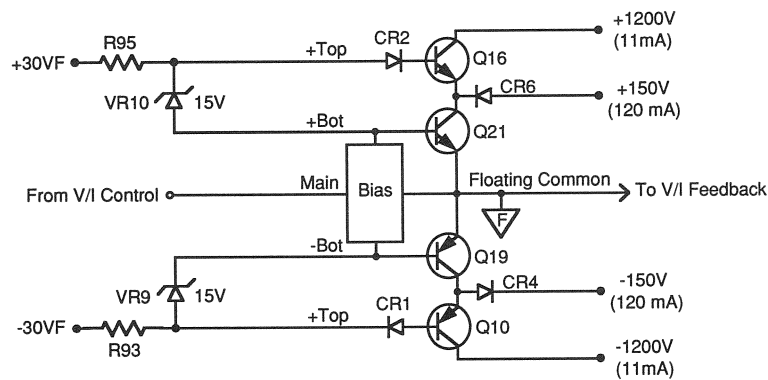 +1200V
(11mA)
R95
+Top
CR2
Q16
+30VF
CR6
+150V
(120 mA)
VR10
15V
+Bot
Q21
From V/I Control
Main
Bias
Floating Common
To V/I Feedback
F
-Bot
Q19
VR9
15V
CR4
-150V
(120 mA)
CR1
-30VF
R93
+Top
Q10
-1200V
(11mA)